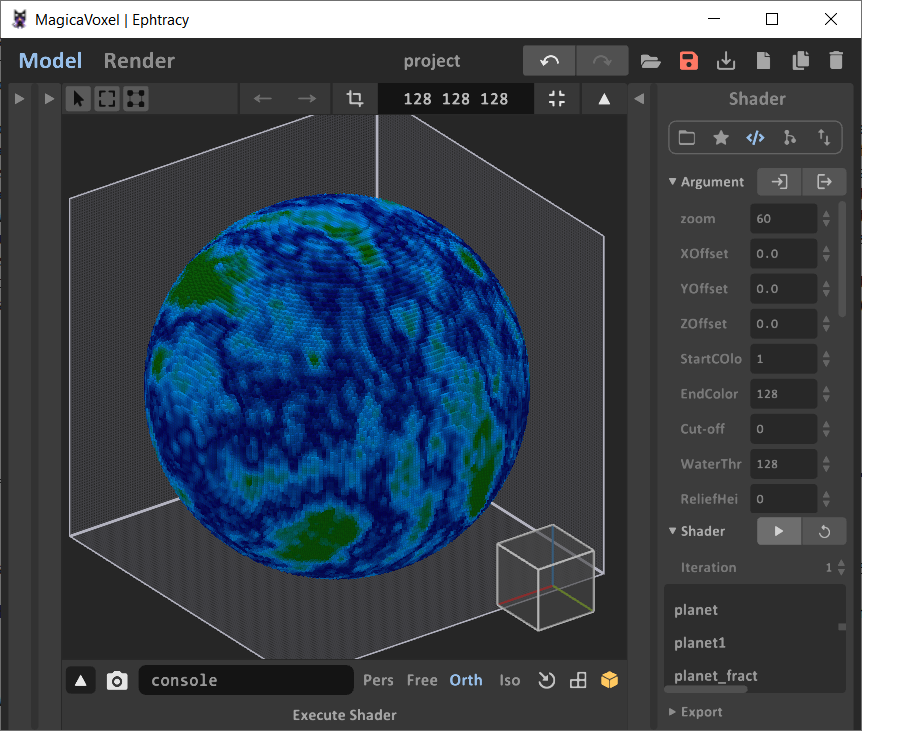 MagicaVoxel | Ephtracy
Model Render project
128 128 128
Shader
Argument
zoom 60
XOffset 0.0
YOffset 0.0
ZOffset 0.0
StartCOlo 1
EndColor 128
Cut-off 0
WaterThr 128
ReliefHei 0
Shader
Iteration 1
planet
planet1
planet_fract
Export
console Pers Free Orth Iso
Execute Shader